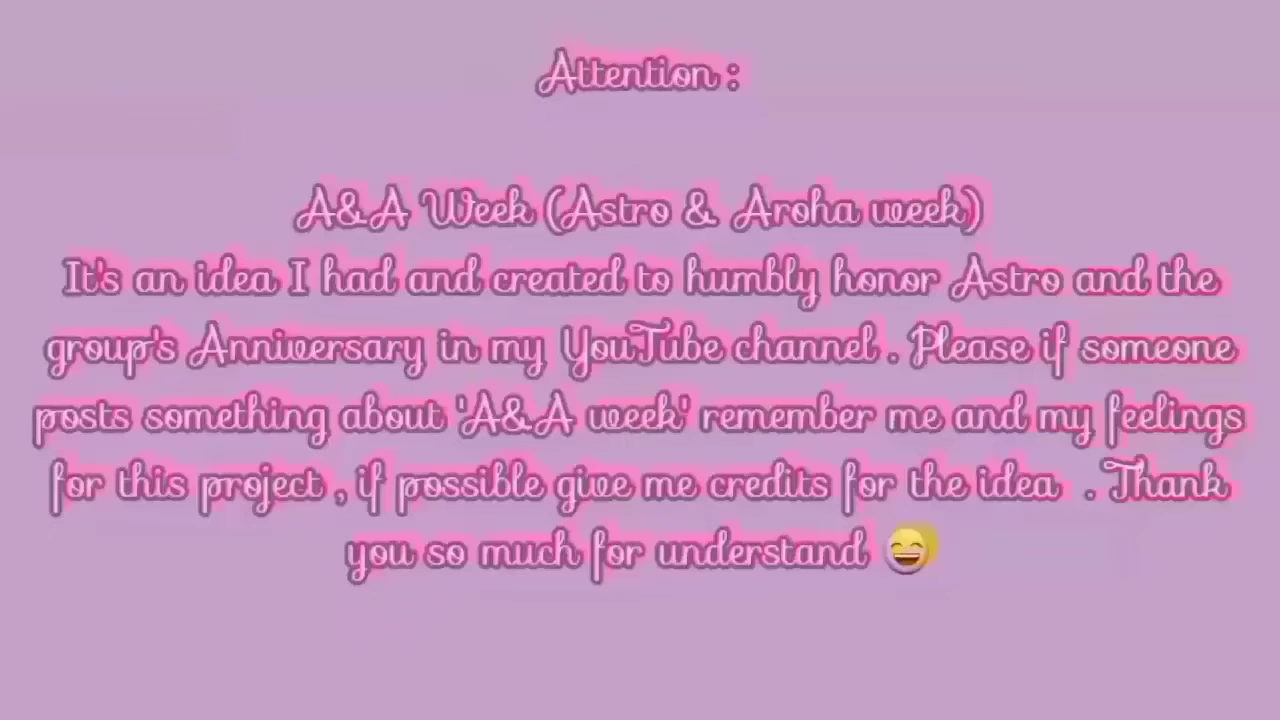 Attention :
A&A Week (Astro & Aroha week)
It's an idea I had and created to humbly honor Astro and the
group's Anniversary in my YouTube channel . Please if someone
posts something about 'A&A week' remember me and my feelings
for this project , if possible give me credits for the idea . Thank
you so much for understand 😄